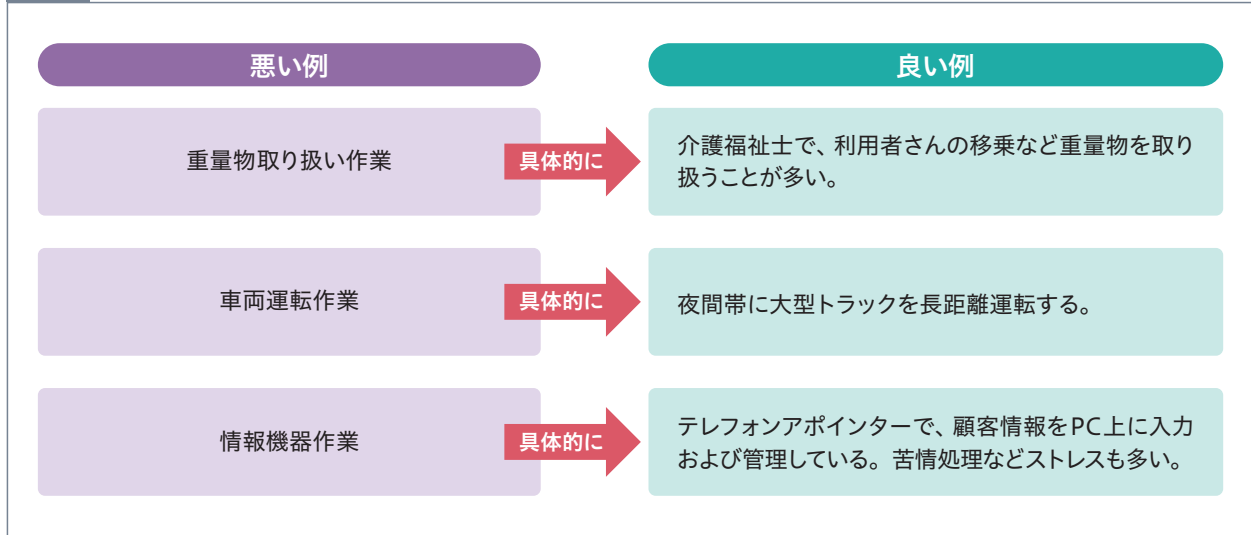 悪い例
良い例
重量物取り扱い作業
具体的に
介護福祉士で、利用者さんの移乗など重量物を取り
扱うことが多い。
車両運転作業
具体的に
夜間帯に大型トラックを長距離運転する。
情報機器作業
具体的に
テレフォンアポインターで、顧客情報をPC上に入力
および管理している。苦情処理などストレスも多い。